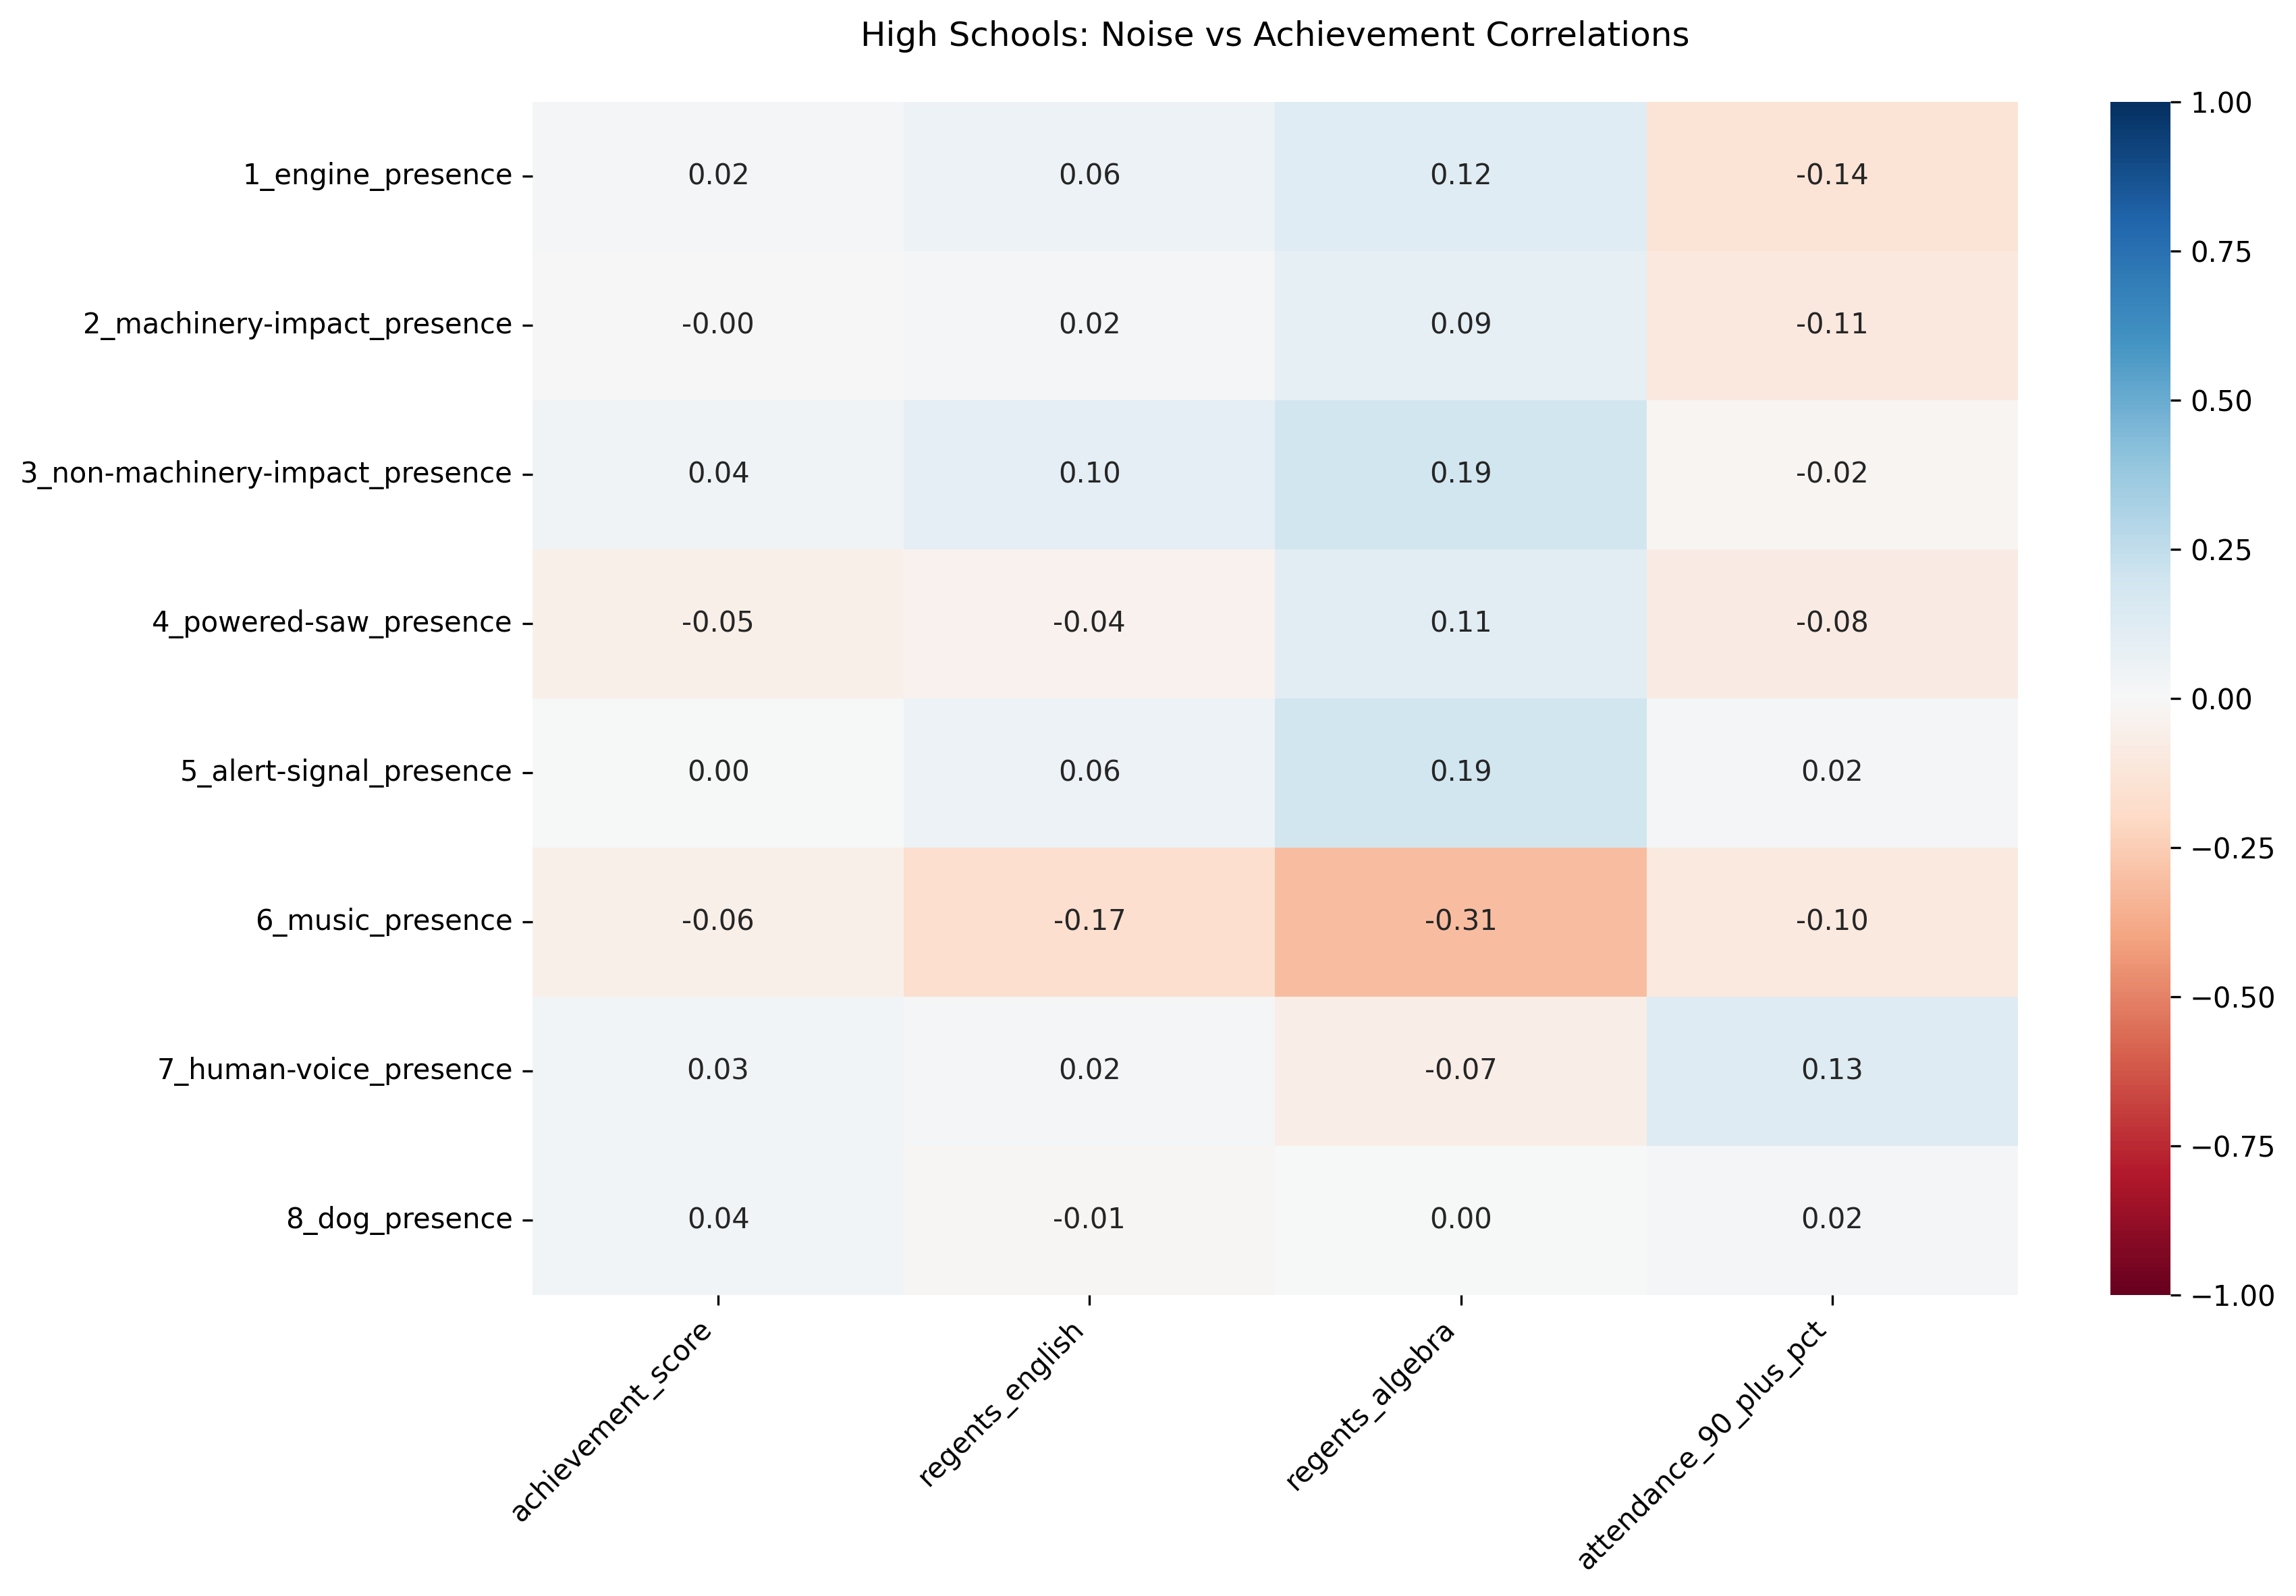 High Schools: Noise vs Achievement Correlations
1_engine_presence 0.02 0.06 0.12 -0.14
2_machinery-impact_presence -0.00 0.02 0.09 -0.11
3_non-machinery-impact_presence 0.04 0.10 0.19 -0.02
4_powered-saw_presence -0.05 -0.04 0.11 -0.08
5_alert-signal_presence 0.00 0.06 0.19 0.02
6_music_presence -0.06 -0.17 -0.31 -0.10
7_human-voice_presence 0.03 0.02 -0.07 0.13
8_dog_presence 0.04 -0.01 0.00 0.02
achievement_score
regents_english
regents_algebra
attendance_90_plus_pct
1.00
0.75
0.50
0.25
0.00
−0.25
−0.50
−0.75
−1.00